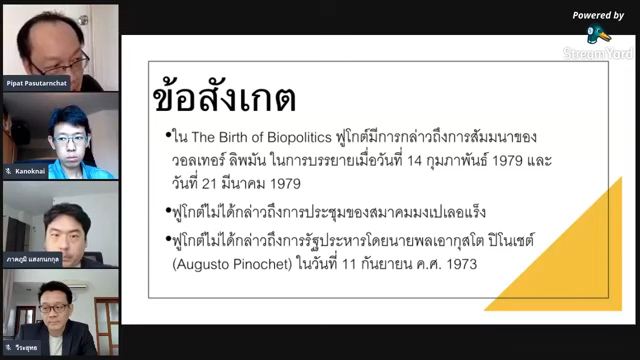 Powered by
StreamYard
Pipat Pasutarnchat
Kanoknai
ภาคภูมิ แสงกนกกุล
วีระยุทธ
ข้อสังเกต
•ใน The Birth of Biopolitics ฟูโกต์มีการกล่าวถึงการสัมมนาของ
วอลเทอร์ ลิพมัน ในการบรรยายเมื่อวันที่ 14 กุมภาพันธ์ 1979 และ
วันที่ 21 มีนาคม 1979
•ฟูโกต์ไม่ได้กล่าวถึงการประชุมของสมาคมมงเปเลอแร็ง
•ฟูโกต์ไม่ได้กล่าวถึงการรัฐประหารโดยนายพลเอากุสโต ปิโนเชต์
(Augusto Pinochet) ในวันที่ 11 กันยายน ค.ศ. 1973